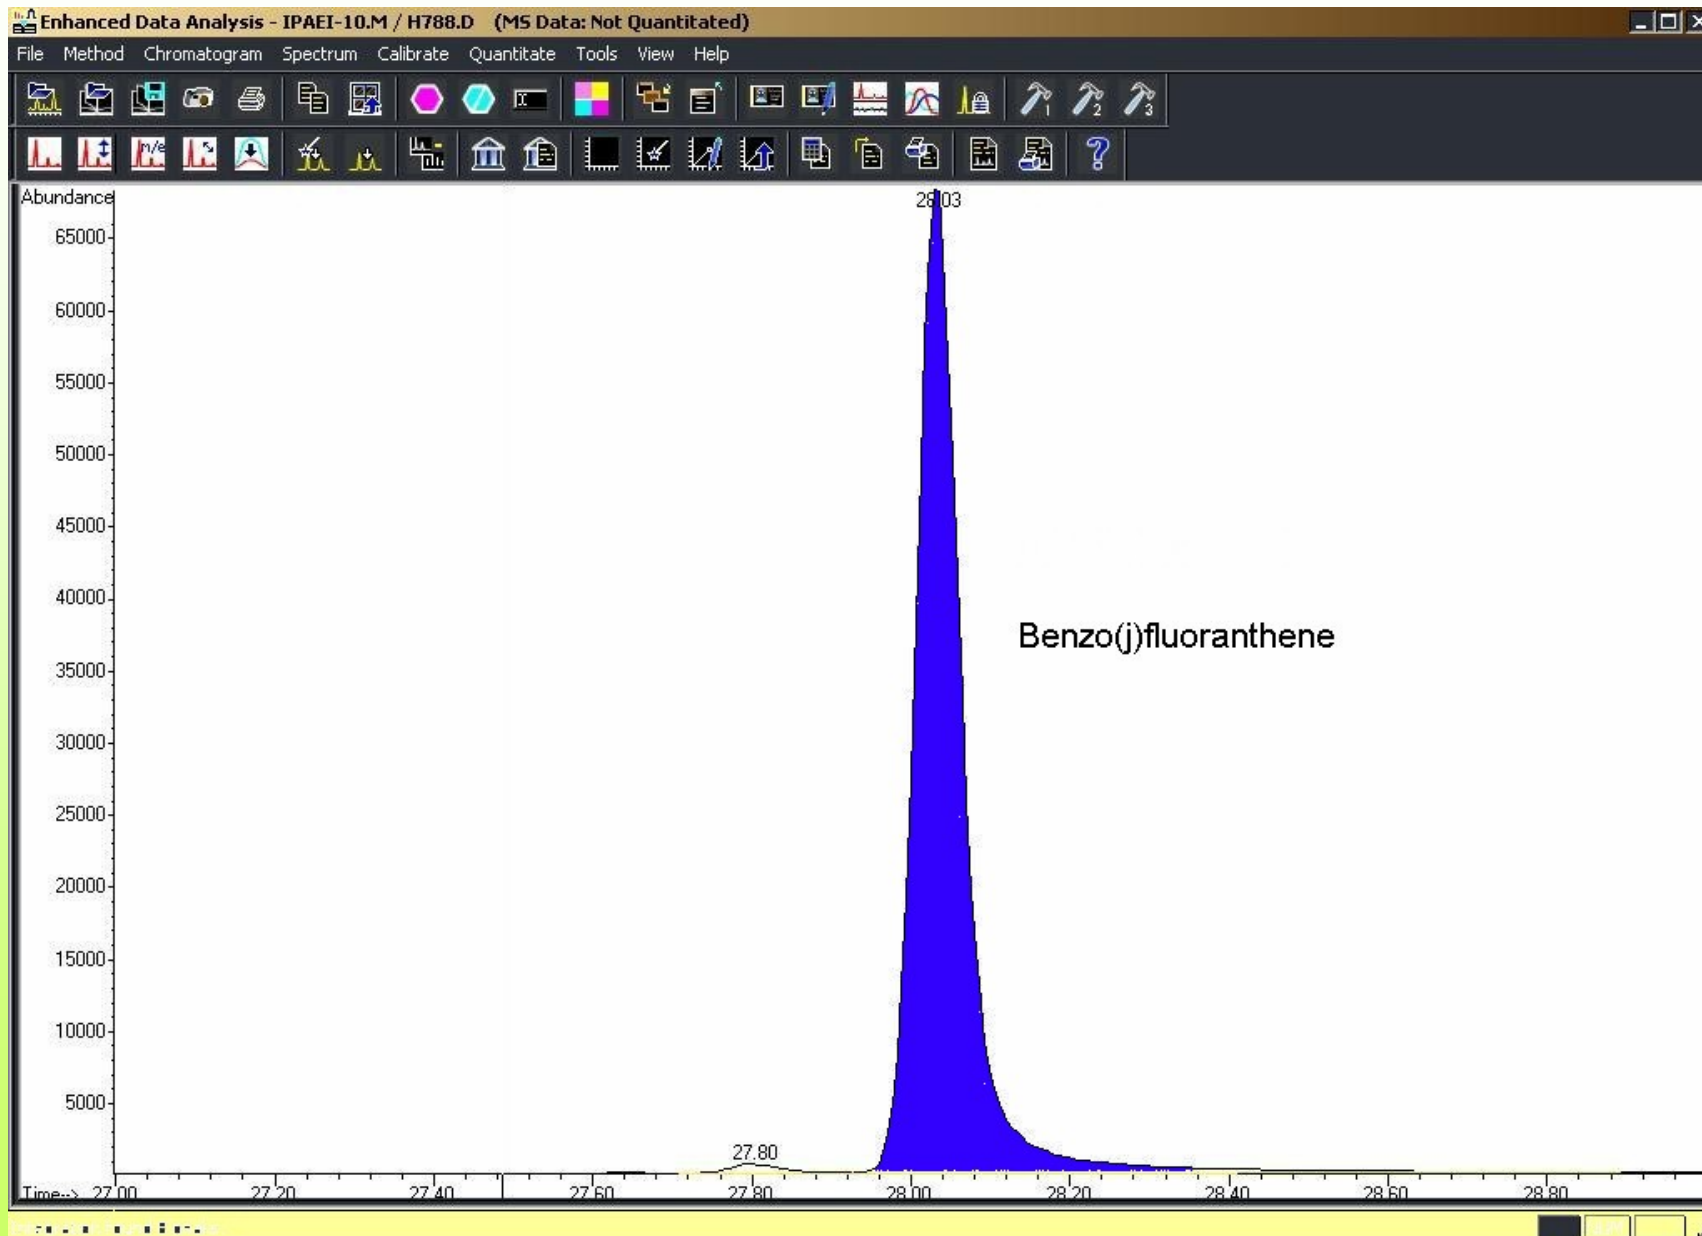 Enhanced Data Analysis - IPAEI-10.M / H788.D (MS Data: Not Quantitated)
File Method Chromatogram Spectrum Calibrate Quantitate Tools View Help
m/e
1 2 3
?
Abundance
28.03
65000
60000
55000
50000
45000
40000
Benzo(j)fluoranthene
35000
30000
25000
20000
15000
10000
5000
27.80
Time--> 27.00 27.20 27.40 27.60 27.80 28.00 28.20 28.40 28.60 28.80